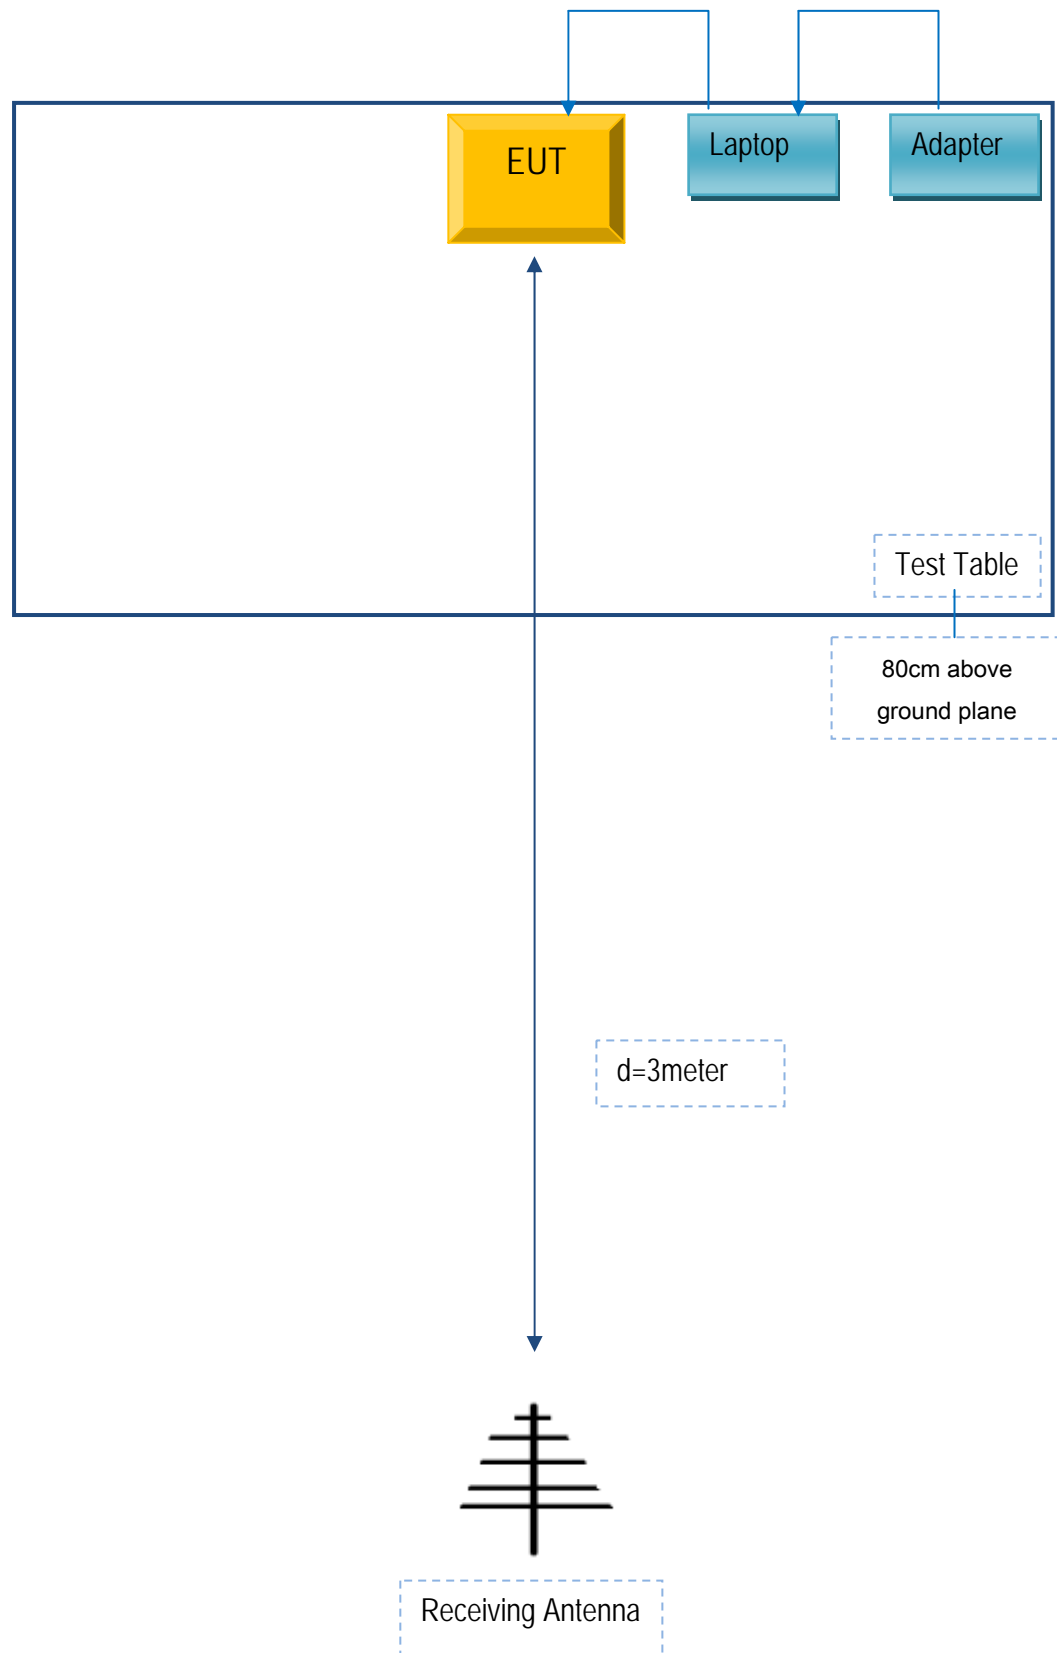 EUT
Laptop
Adapter
Test Table
80cm above
ground plane
d=3meter
Receiving Antenna